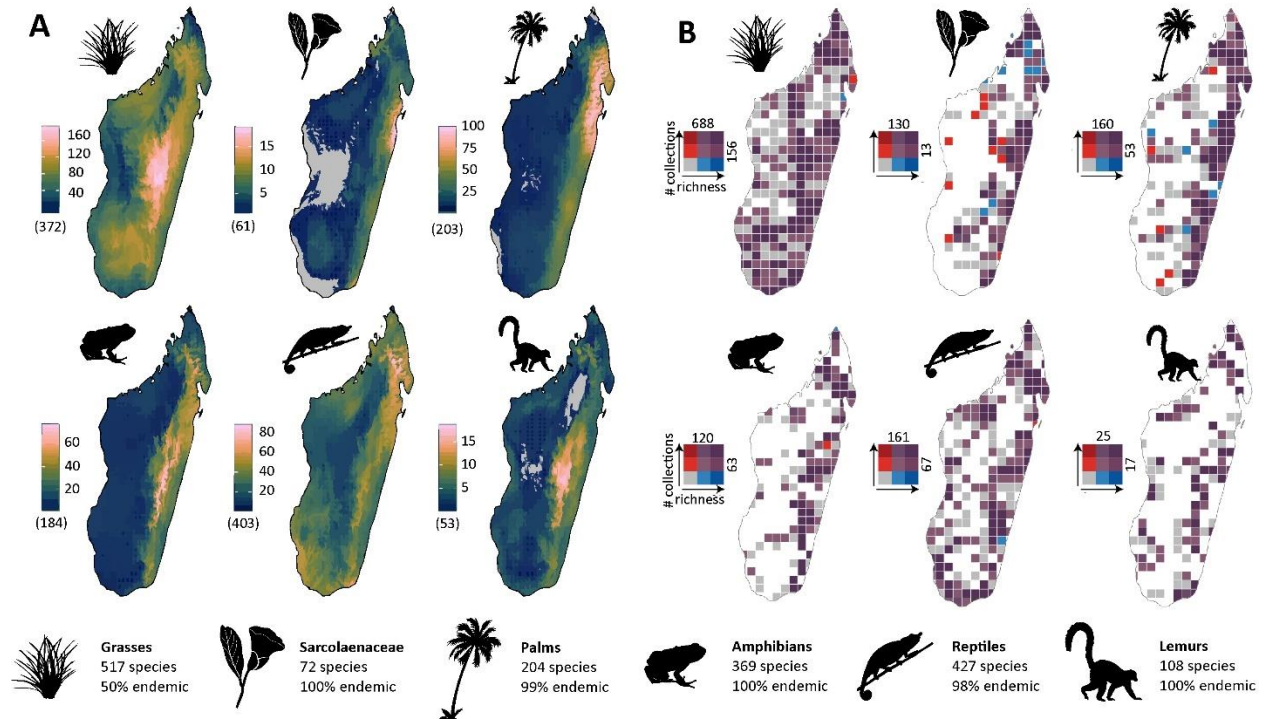 A
160
120
80
40
(372)
15
10
5
(61)
100
75
50
25
(203)
B
688
156
# collections
richness
130
13
160
53
60
40
20
(184)
80
60
40
20
(403)
15
10
5
(53)
120
63
# collections
richness
161
67
25
17
Grasses
517 species
50% endemic
Sarcolaenaceae
72 species
100% endemic
Palms
204 species
99% endemic
Amphibians
369 species
100% endemic
Reptiles
427 species
98% endemic
Lemurs
108 species
100% endemic